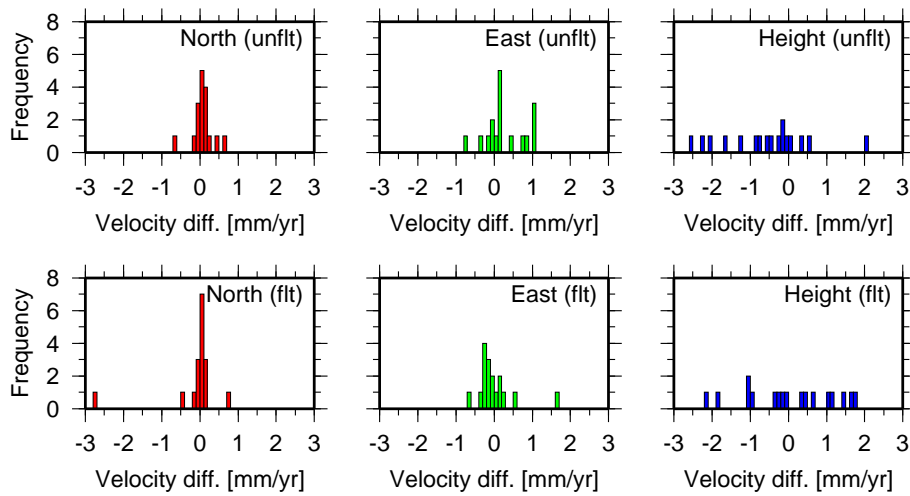 8
6
4
2
0
Frequency
North (unflt)
-3 -2 -1 0 1 2 3
Velocity diff. [mm/yr]
East (unflt)
-3 -2 -1 0 1 2 3
Velocity diff. [mm/yr]
Height (unflt)
-3 -2 -1 0 1 2 3
Velocity diff. [mm/yr]
8
6
4
2
0
Frequency
North (flt)
-3 -2 -1 0 1 2 3
Velocity diff. [mm/yr]
East (flt)
-3 -2 -1 0 1 2 3
Velocity diff. [mm/yr]
Height (flt)
-3 -2 -1 0 1 2 3
Velocity diff. [mm/yr]